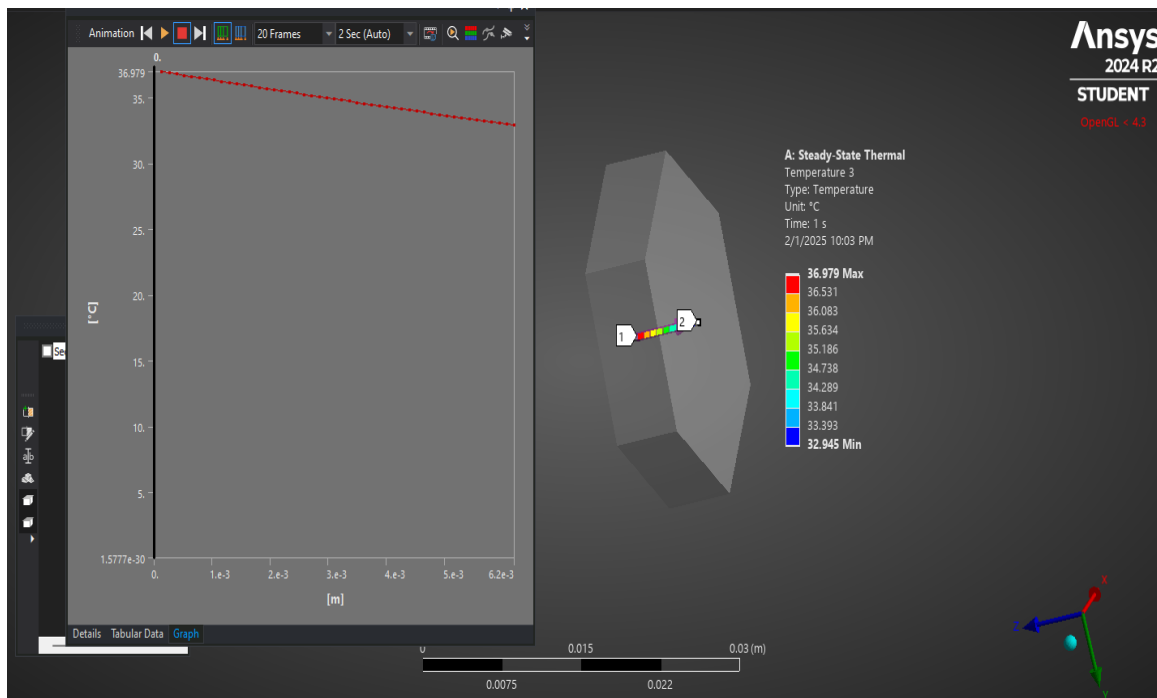 Animation 20 Frames 2 Sec (Auto)
0.
36.979
35.
30.
25.
20.
15.
10.
5.
1.5777e-30
[°C]
0. 1.e-3 2.e-3 3.e-3 4.e-3 5.e-3 6.2e-3
[m]
Details Tabular Data Graph
Ansys
2024 R2
STUDENT
OpenGL < 4.3
A: Steady-State Thermal
Temperature 3
Type: Temperature
Unit: °C
Time: 1 s
2/1/2025 10:03 PM
36.979 Max
36.531
36.083
35.634
35.186
34.738
34.289
33.841
33.393
32.945 Min
1
2
0.015 0.03 (m)
0.0075 0.022
X
Z